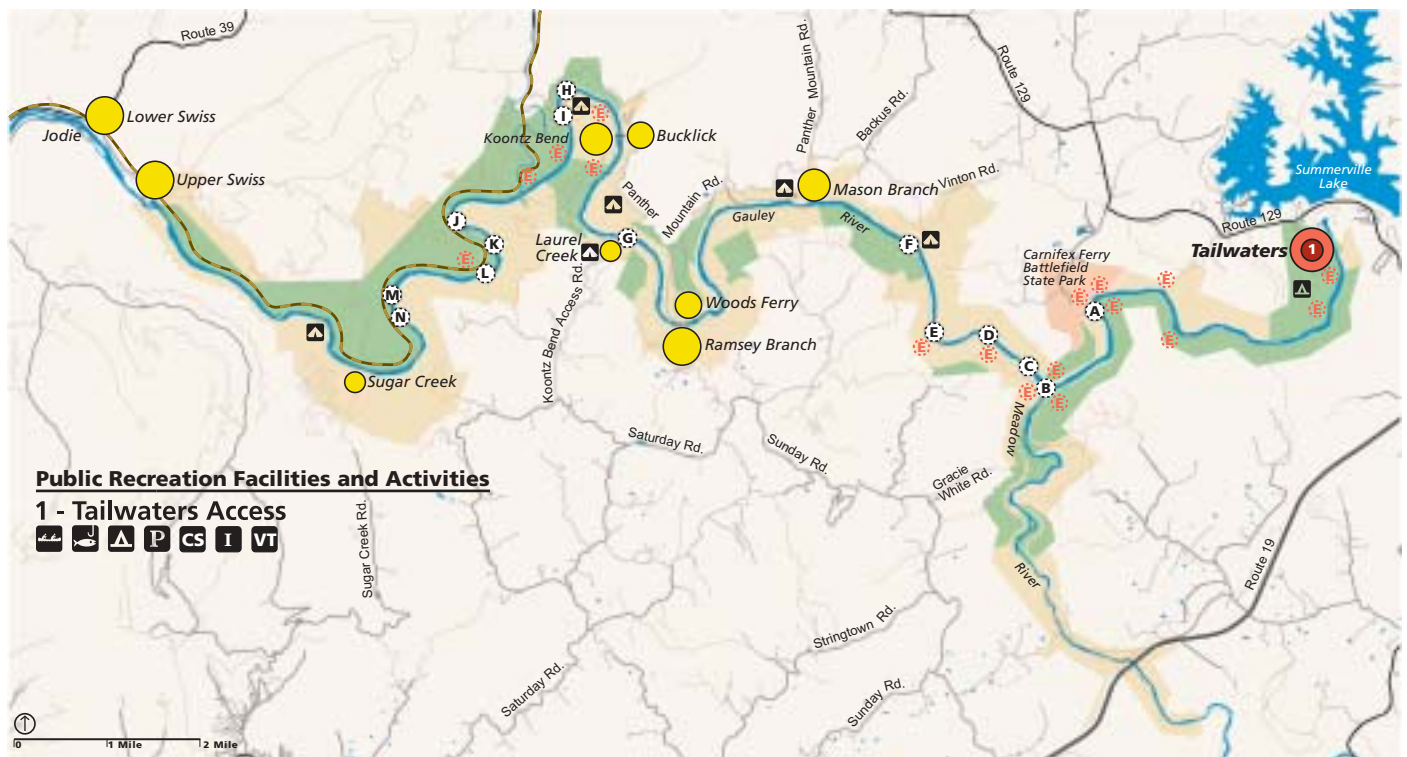 Route 39
Lower Swiss
Jodie
Upper Swiss
H
I
E
Koontz Bend
Bucklick
E
E
E
Panther
Mountain Rd.
J
K
L
E
Laurel
Creek
G
M
N
Koontz Bend Access Rd.
Woods Ferry
Ramsey Branch
Sugar Creek
Panther Mountain Rd.
Backus Rd.
Route 129
Mason Branch
Vinton Rd.
Gauley
River
F
Summerville
Lake
Route 129
Tailwaters
1
Carnifex Ferry
Battlefield
State Park
E
E
E
E
E
E
E
A
E
E
D
E
C
E
B
E
E
Meadow
River
Saturday Rd.
Sunday Rd.
Gracie
White Rd.
Route 19
Stringtown Rd.
Sunday Rd.
Saturday Rd.
Sugar Creek Rd.
Public Recreation Facilities and Activities
1 - Tailwaters Access
P CS I VT
0 1 Mile 2 Mile